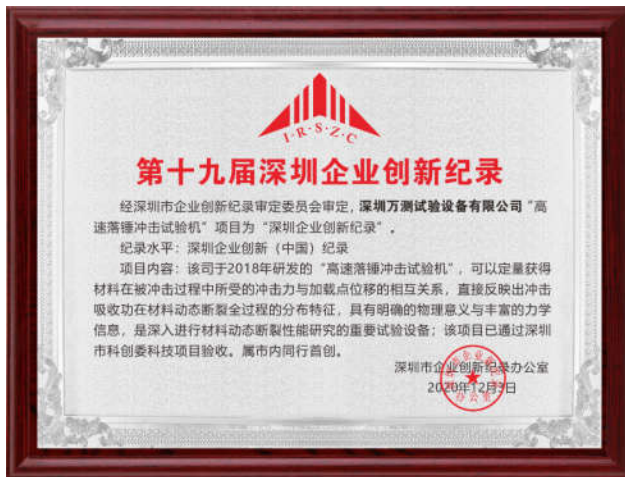 I·R·S·Z·C
第十九届深圳企业创新纪录
经深圳市企业创新纪录审定委员会审定，深圳万测试验设备有限公司“高
速落锤冲击试验机”项目为“深圳企业创新纪录”。
纪录水平：深圳企业创新（中国）纪录
项目内容：该司于2018年研发的“高速落锤冲击试验机”，可以定量获得
材料在被冲击过程中所受的冲击力与加载点位移的相互关系，直接反映出冲击
吸收功在材料动态断裂全过程的分布特征，具有明确的物理意义与丰富的力学
信息，是深入进行材料动态断裂性能研究的重要试验设备；该项目已通过深圳
市科创委科技项目验收。属市内同行首创。
深圳市企业创新纪录办公室
2020年12月3日